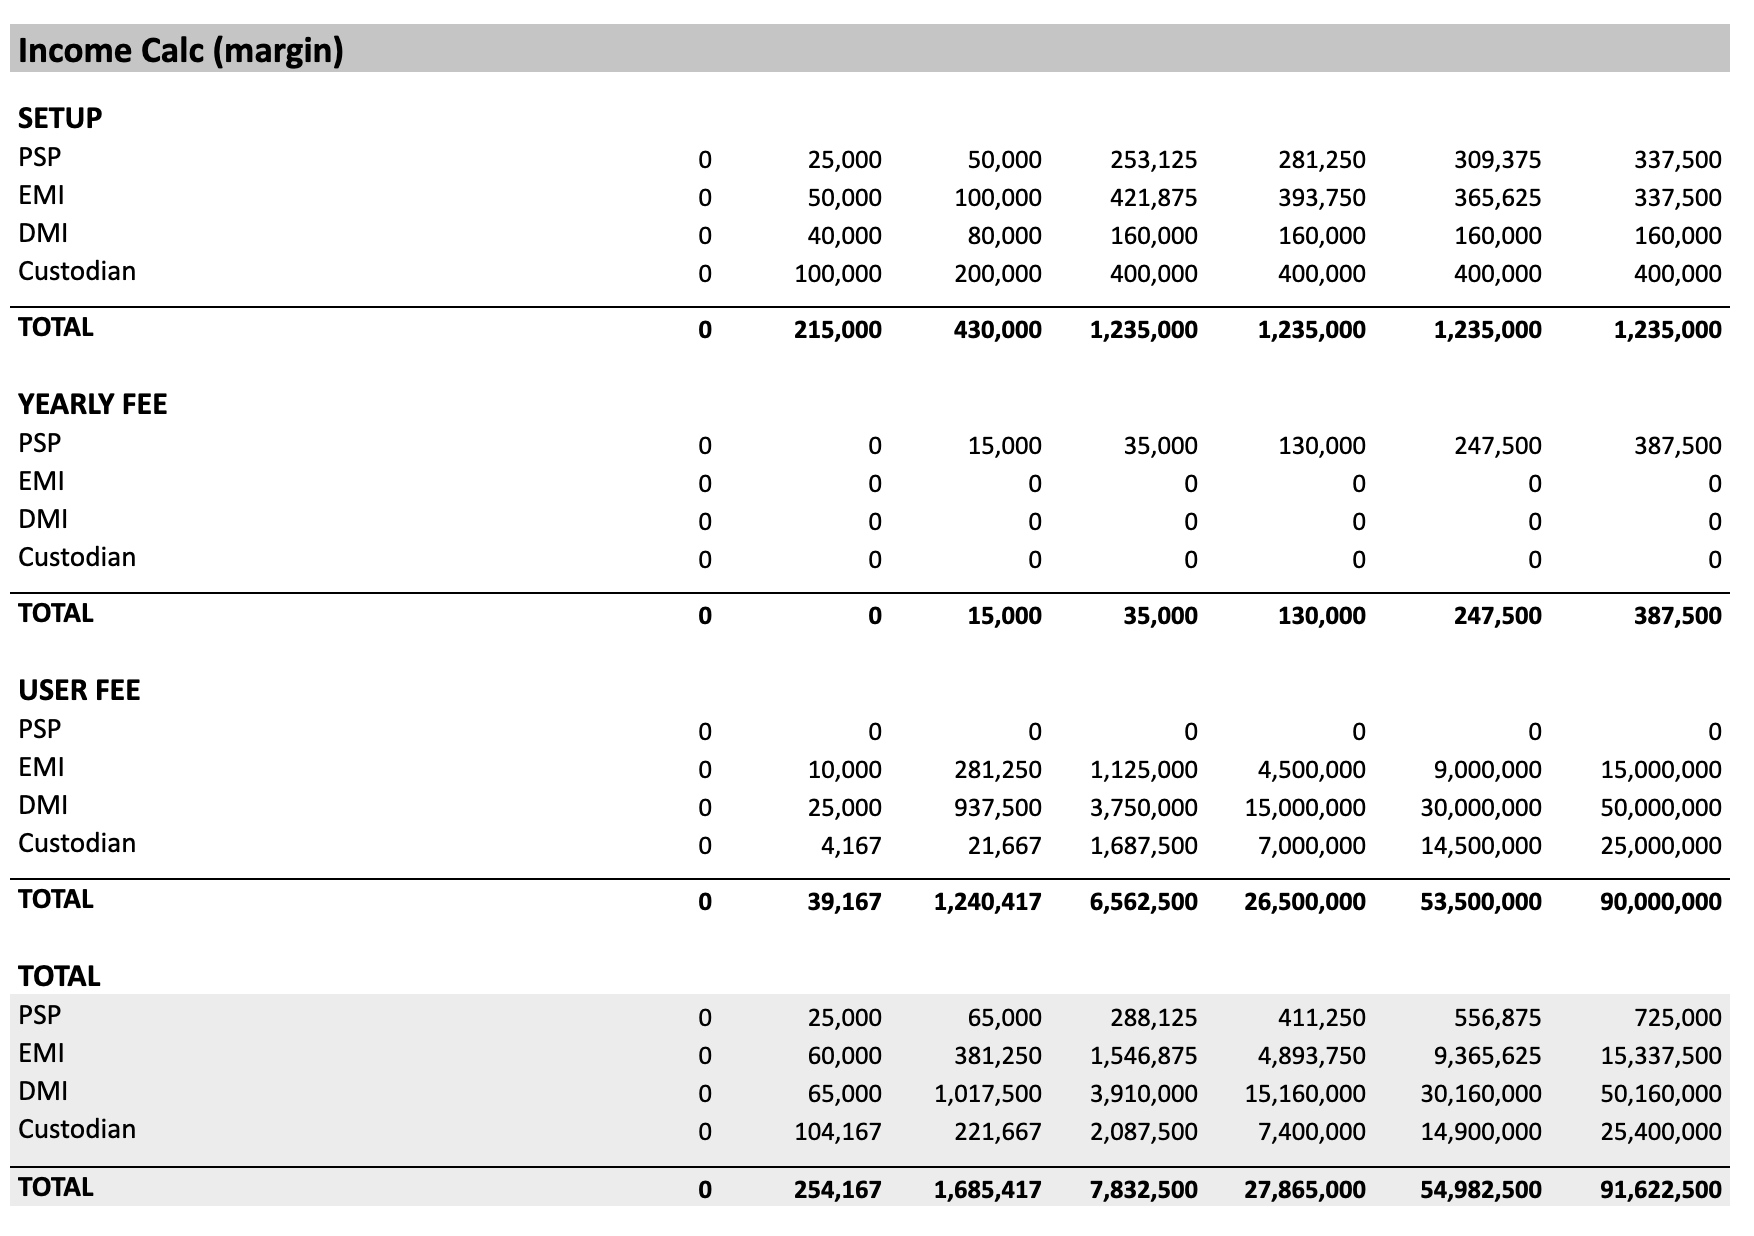 Income Calc (margin)
SETUP
PSP 0 25,000 50,000 253,125 281,250 309,375 337,500
EMI 0 50,000 100,000 421,875 393,750 365,625 337,500
DMI 0 40,000 80,000 160,000 160,000 160,000 160,000
Custodian 0 100,000 200,000 400,000 400,000 400,000 400,000
TOTAL 0 215,000 430,000 1,235,000 1,235,000 1,235,000 1,235,000
YEARLY FEE
PSP 0 0 15,000 35,000 130,000 247,500 387,500
EMI 0 0 0 0 0 0 0
DMI 0 0 0 0 0 0 0
Custodian 0 0 0 0 0 0 0
TOTAL 0 0 15,000 35,000 130,000 247,500 387,500
USER FEE
PSP 0 0 0 0 0 0 0
EMI 0 10,000 281,250 1,125,000 4,500,000 9,000,000 15,000,000
DMI 0 25,000 937,500 3,750,000 15,000,000 30,000,000 50,000,000
Custodian 0 4,167 21,667 1,687,500 7,000,000 14,500,000 25,000,000
TOTAL 0 39,167 1,240,417 6,562,500 26,500,000 53,500,000 90,000,000
TOTAL
PSP 0 25,000 65,000 288,125 411,250 556,875 725,000
EMI 0 60,000 381,250 1,546,875 4,893,750 9,365,625 15,337,500
DMI 0 65,000 1,017,500 3,910,000 15,160,000 30,160,000 50,160,000
Custodian 0 104,167 221,667 2,087,500 7,400,000 14,900,000 25,400,000
TOTAL 0 254,167 1,685,417 7,832,500 27,865,000 54,982,500 91,622,500